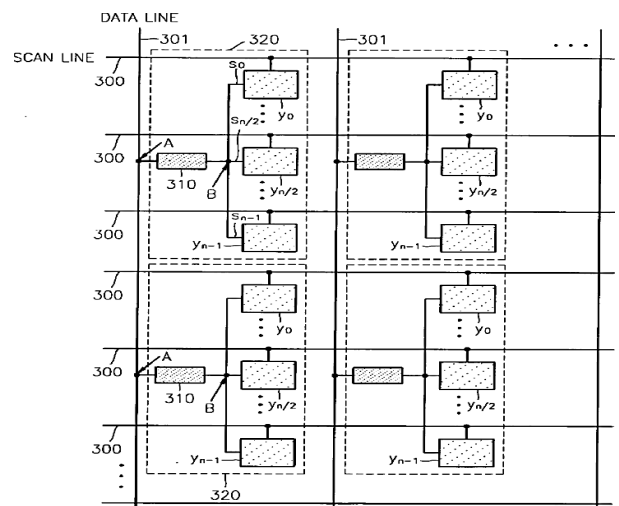 DATA LINE
301 320 301 ...
SCAN LINE
300 S0 y0 y0
A Sn/2
300 310 B yn/2 yn/2
Sn-1
300 yn-1 yn-1
300 y0 y0
A
300 310 B yn/2 yn/2
300 yn-1 yn-1
320